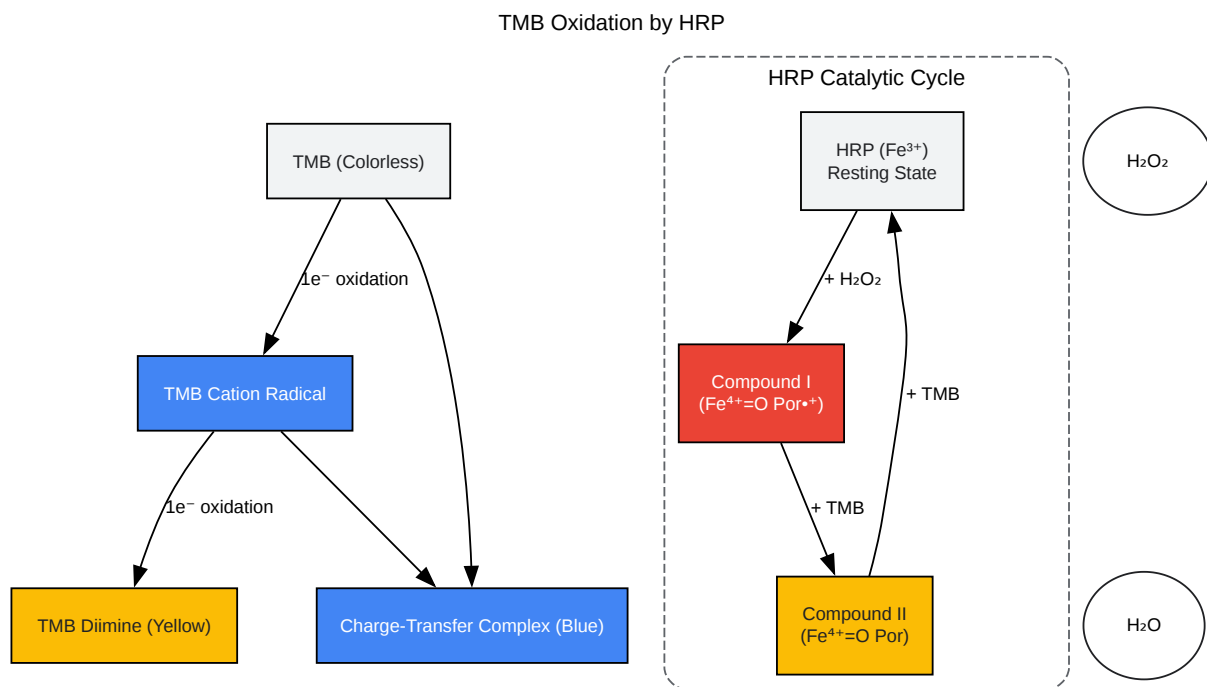 TMB Oxidation by HRP
HRP Catalytic Cycle
TMB (Colorless)
HRP (Fe³⁺)
Resting State
H₂O₂
1e⁻ oxidation
+ H₂O₂
TMB Cation Radical
Compound I
(Fe⁴⁺=O Por•⁺)
+ TMB
1e⁻ oxidation
+ TMB
TMB Diimine (Yellow)
Charge-Transfer Complex (Blue)
Compound II
(Fe⁴⁺=O Por)
H₂O